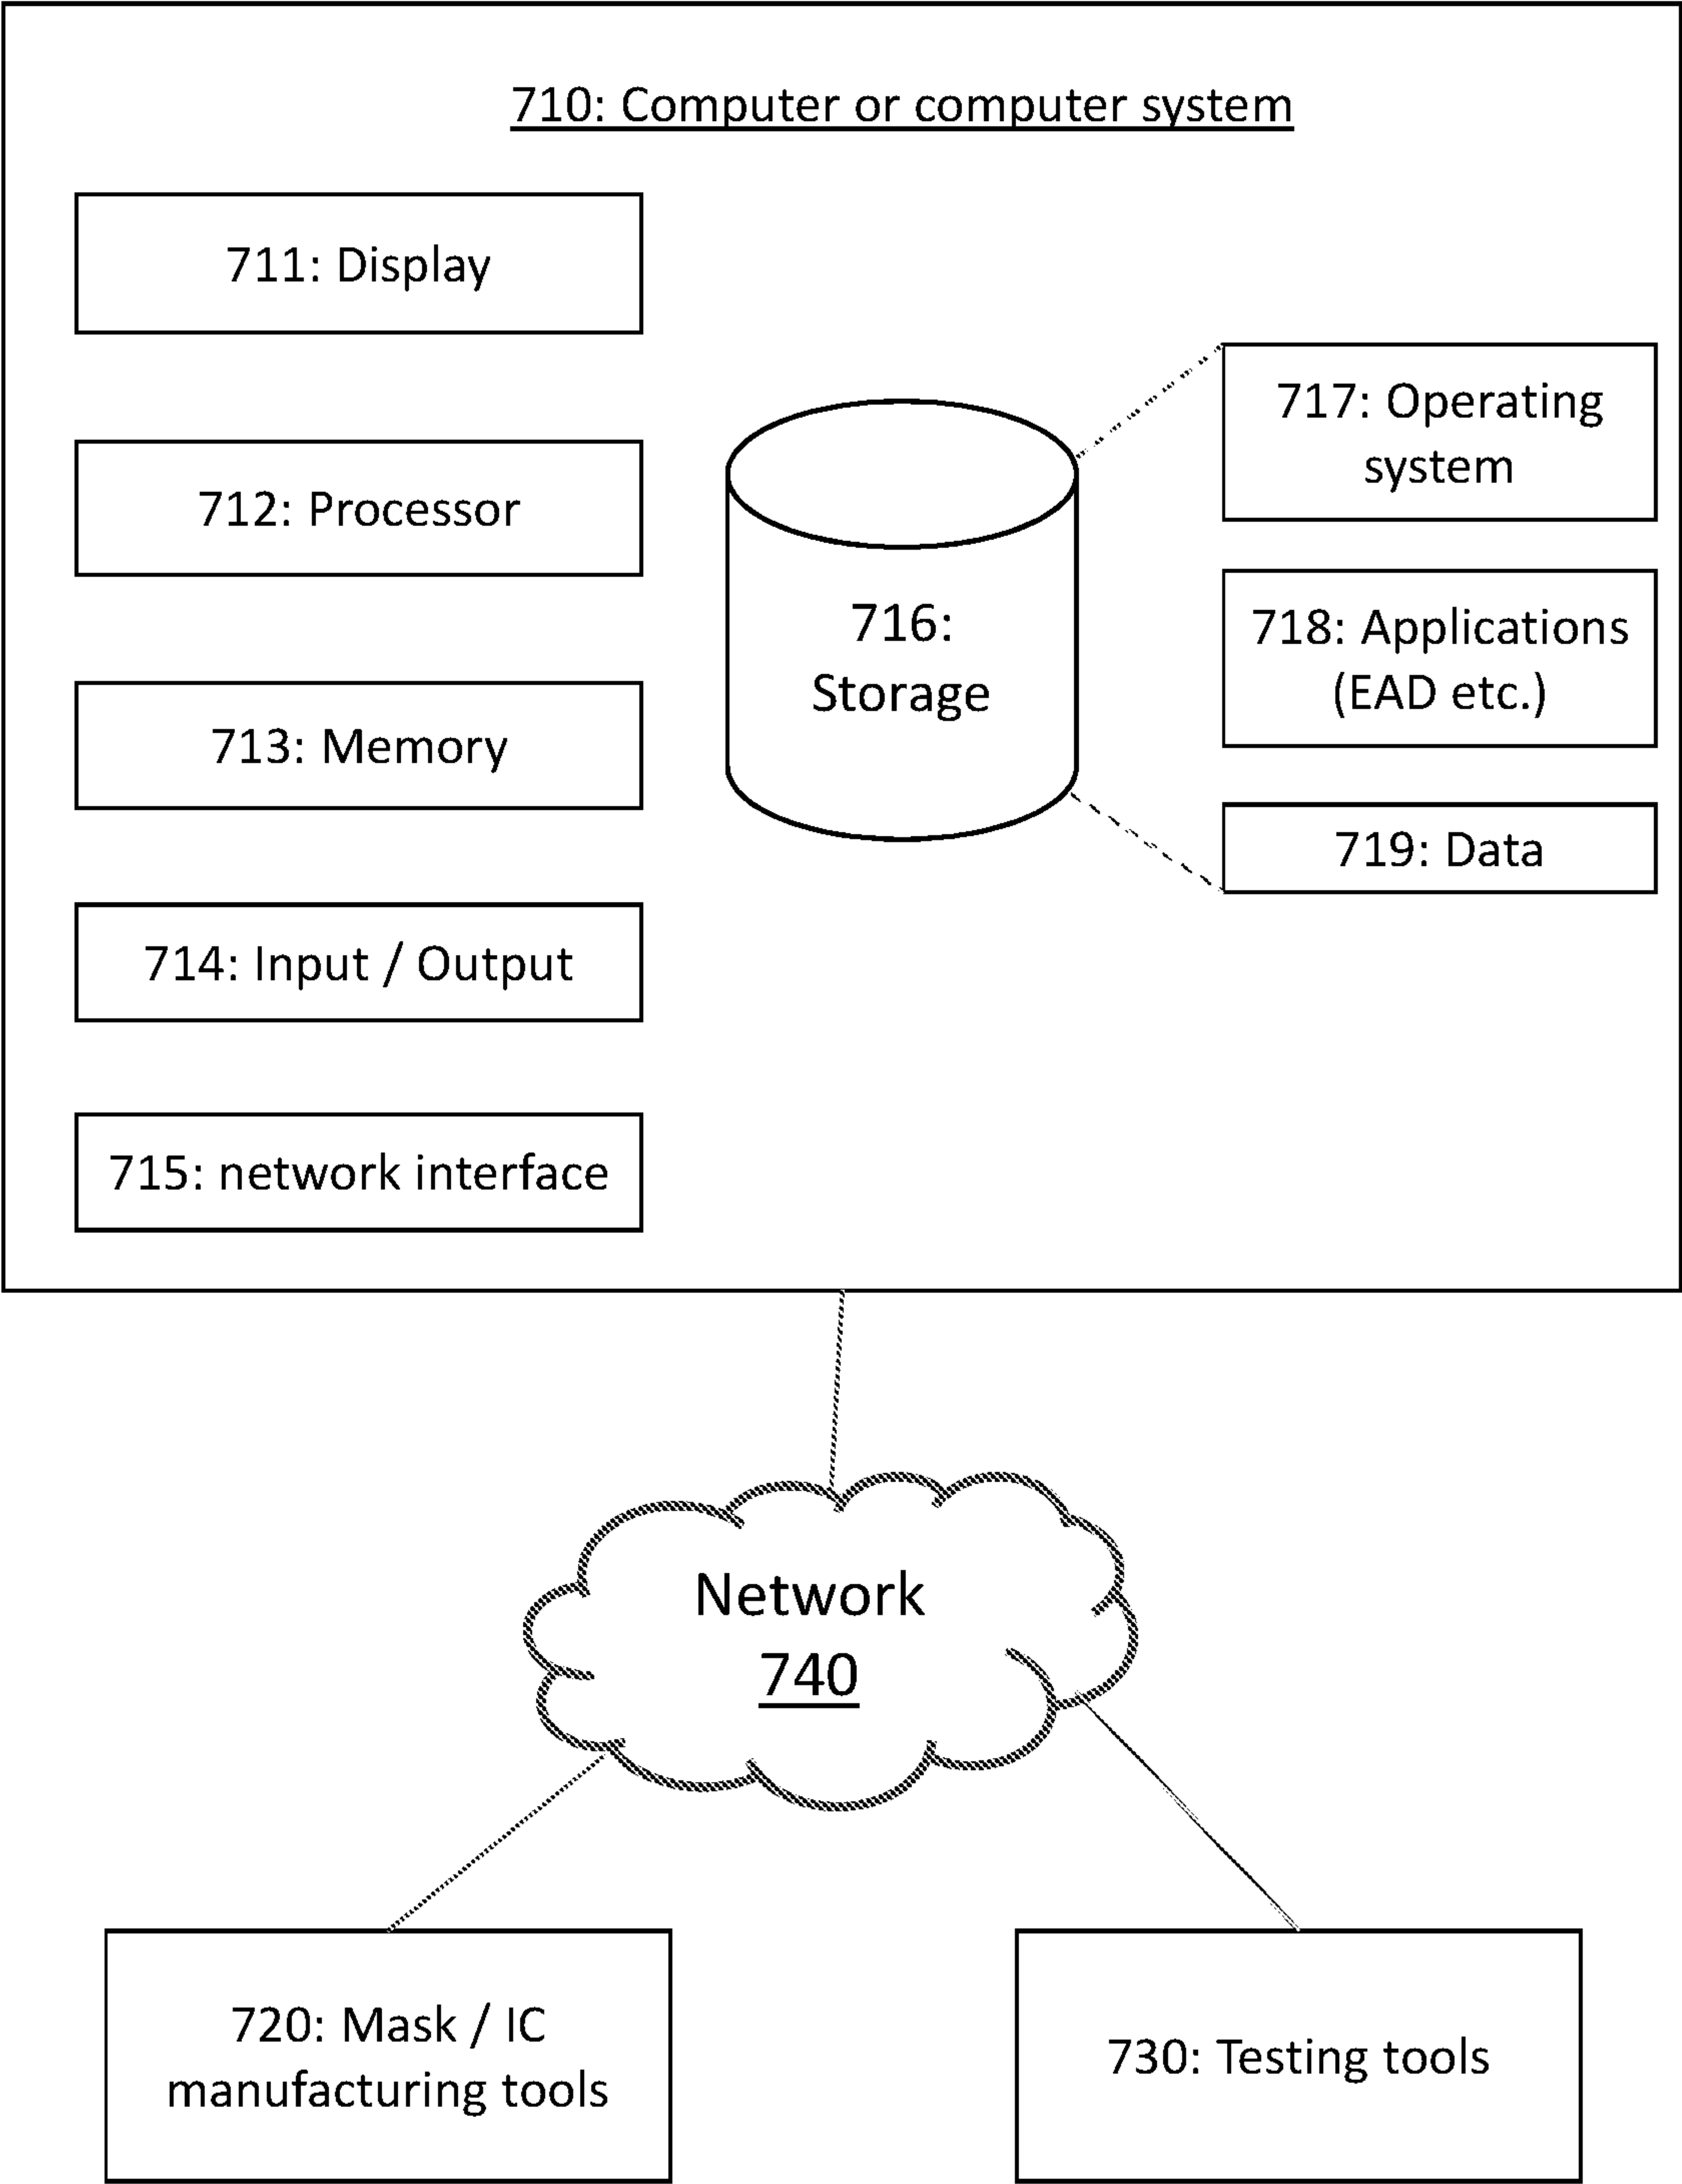 710: Computer or computer system
711: Display
712: Processor
713: Memory
714: Input / Output
715: network interface
716:
Storage
717: Operating
system
718: Applications
(EAD etc.)
719: Data
Network
740
720: Mask / IC
manufacturing tools
730: Testing tools